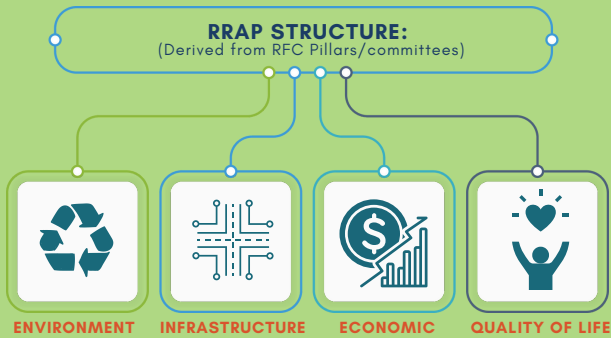 RRAP STRUCTURE:
(Derived from RFC Pillars/committees)
$
ENVIRONMENT
INFRASTRUCTURE
ECONOMIC
QUALITY OF LIFE